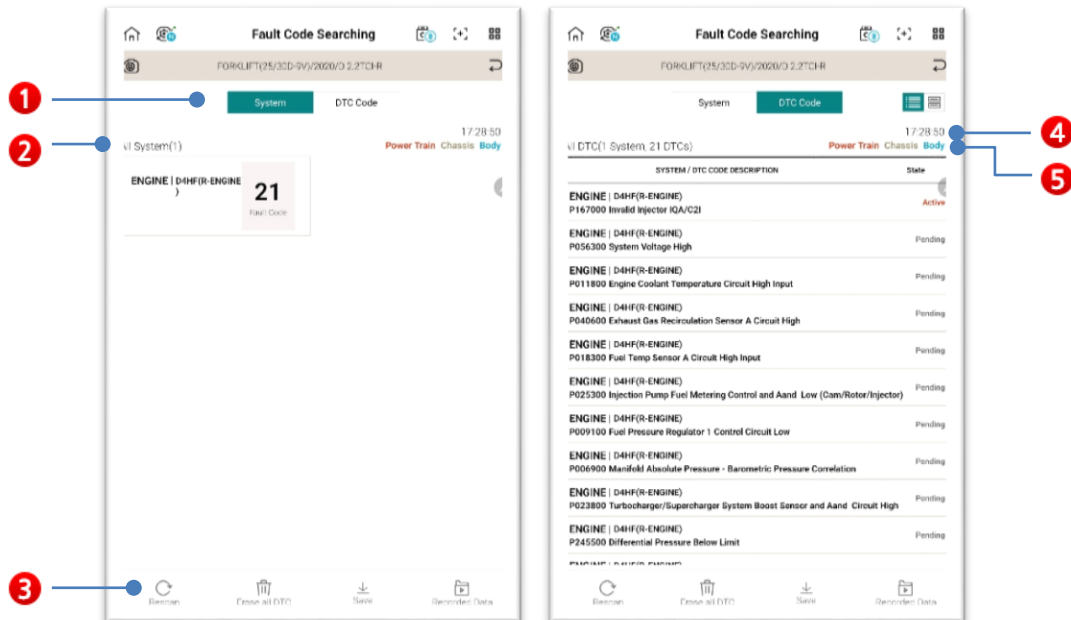 Fault Code Searching
FORKLIFT(25/30D-9V)/2020/D 2.2TCI-R
System DTC Code
17:28:50
All System(1) Power Train Chassis Body
ENGINE | D4HF(R-ENGINE
)
21
Fault Code
Rescan Erase all DTC Save Recorded Data
1
2
3
Fault Code Searching
FORKLIFT(25/30D-9V)/2020/D 2.2TCI-R
System DTC Code
17:28:50
All DTC(1 System, 21 DTCs) Power Train Chassis Body
SYSTEM / DTC CODE DESCRIPTION State
ENGINE | D4HF(R-ENGINE)
P167000 Invalid Injector IQA/C2I Active
ENGINE | D4HF(R-ENGINE)
P056300 System Voltage High Pending
ENGINE | D4HF(R-ENGINE)
P011800 Engine Coolant Temperature Circuit High Input Pending
ENGINE | D4HF(R-ENGINE)
P040600 Exhaust Gas Recirculation Sensor A Circuit High Pending
ENGINE | D4HF(R-ENGINE)
P018300 Fuel Temp Sensor A Circuit High Input Pending
ENGINE | D4HF(R-ENGINE)
P025300 Injection Pump Fuel Metering Control and Aand Low (Cam/Rotor/Injector) Pending
ENGINE | D4HF(R-ENGINE)
P009100 Fuel Pressure Regulator 1 Control Circuit Low Pending
ENGINE | D4HF(R-ENGINE)
P006900 Manifold Absolute Pressure - Barometric Pressure Correlation Pending
ENGINE | D4HF(R-ENGINE)
P023800 Turbocharger/Supercharger System Boost Sensor and Aand Circuit High Pending
ENGINE | D4HF(R-ENGINE)
P245500 Differential Pressure Below Limit Pending
Rescan Erase all DTC Save Recorded Data
4
5